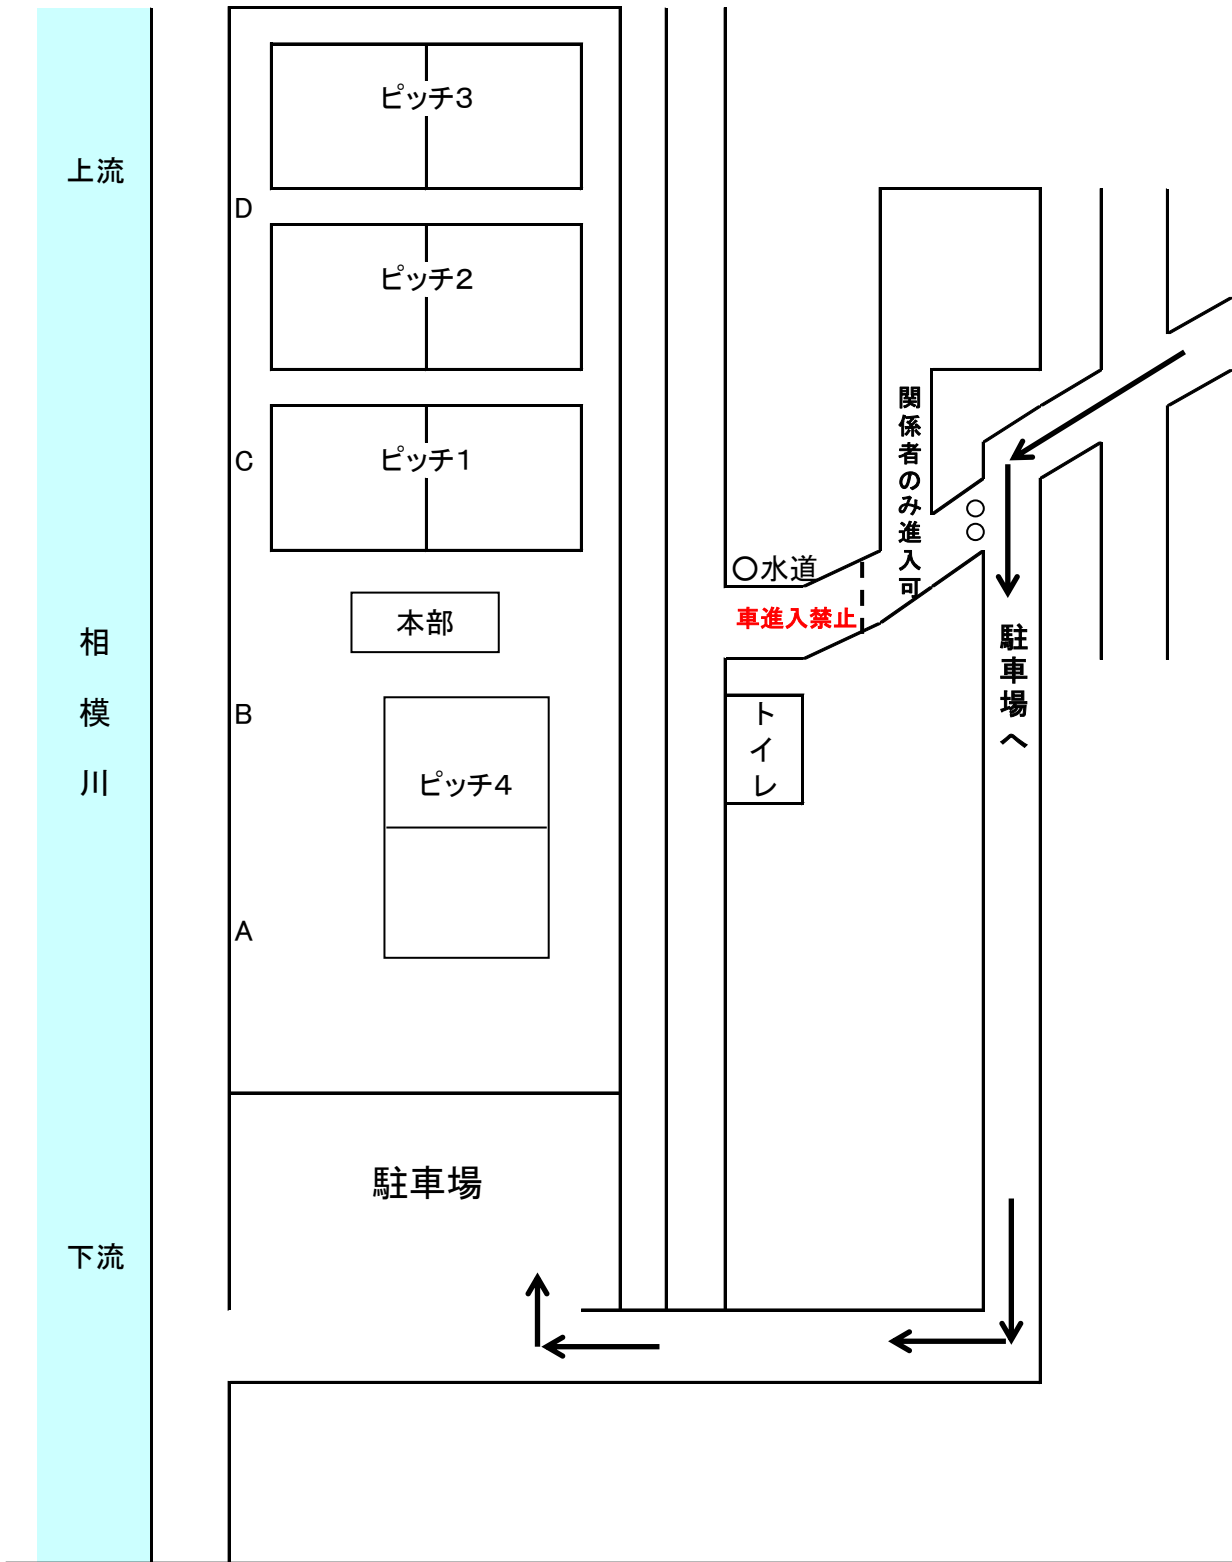 ピッチ3
上流
D
ピッチ2
ピッチ1
C
関係者のみ進入可
○○
○水道
車進入禁止
本部
駐車場へ
相模川
B
トイレ
ピッチ4
A
駐車場
下流